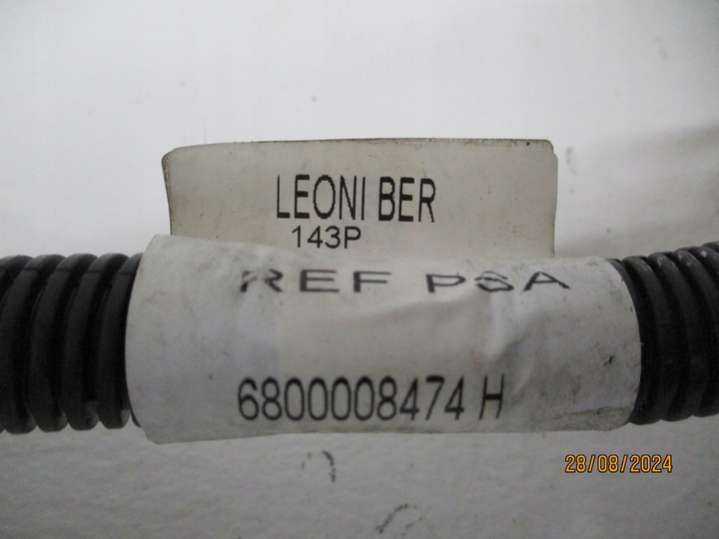 LEONI BER
143P
REF PSA
6800008474 H
28/08/2024